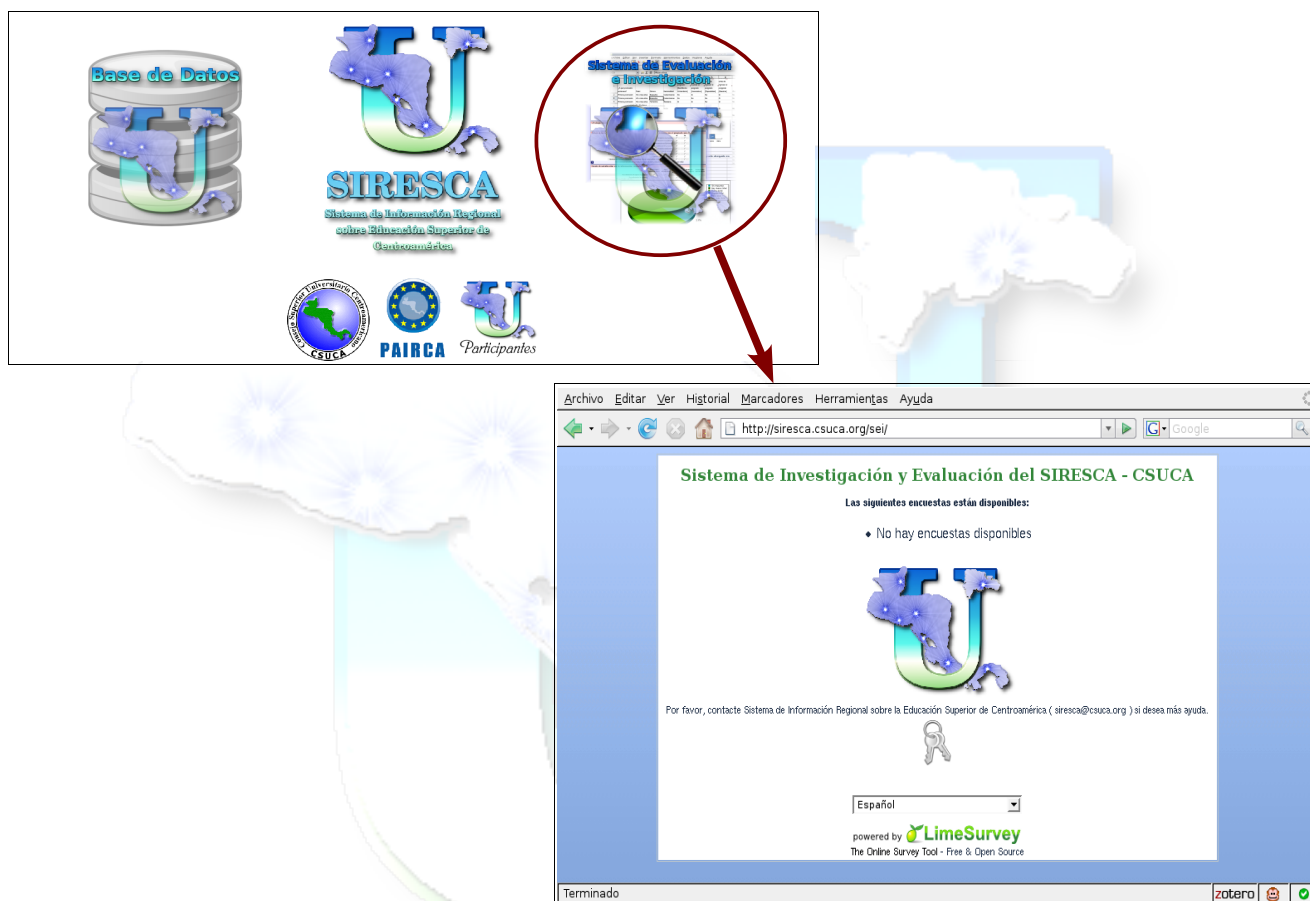 Base de Datos
SIRESCA
Sistema de Información Regional
sobre Educación Superior de
Centroamérica
Sistema de Evaluación
e Investigación
Consejo Superior Universitario Centroamericano
CSUCA
PAIRCA
Participantes
Archivo Editar Ver Historial Marcadores Herramientas Ayuda
http://siresca.csuca.org/sei/
G
Google
Sistema de Investigación y Evaluación del SIRESCA - CSUCA
Las siguientes encuestas están disponibles:
No hay encuestas disponibles
Por favor, contacte Sistema de Información Regional sobre la Educación Superior de Centroamérica ( siresca@csuca.org ) si desea más ayuda.
Español
powered by LimeSurvey
The Online Survey Tool - Free & Open Source
Terminado
zotero